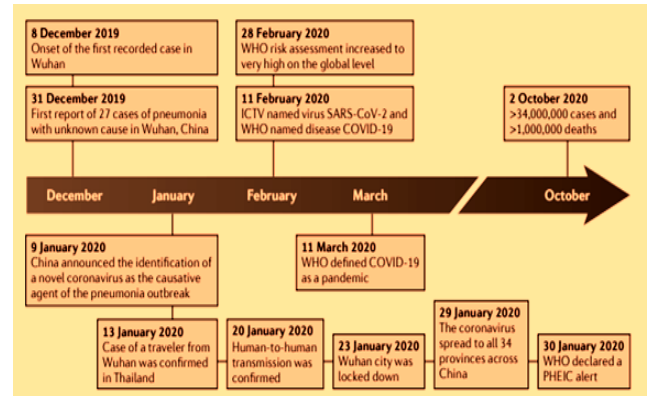 8 December 2019
Onset of the first recorded case in
Wuhan
28 February 2020
WHO risk assessment increased to
very high on the global level
31 December 2019
First report of 27 cases of pneumonia
with unknown cause in Wuhan, China
11 February 2020
ICTV named virus SARS-CoV-2 and
WHO named disease COVID-19
2 October 2020
>34,000,000 cases and
>1,000,000 deaths
December
January
February
March
October
9 January 2020
China announced the identification of
a novel coronavirus as the causative
agent of the pneumonia outbreak
11 March 2020
WHO defined COVID-19
as a pandemic
13 January 2020
Case of a traveler from
Wuhan was confirmed
in Thailand
20 January 2020
Human-to-human
transmission was
confirmed
23 January 2020
Wuhan city was
locked down
29 January 2020
The coronavirus
spread to all 34
provinces across
China
30 January 2020
WHO declared a
PHEIC alert